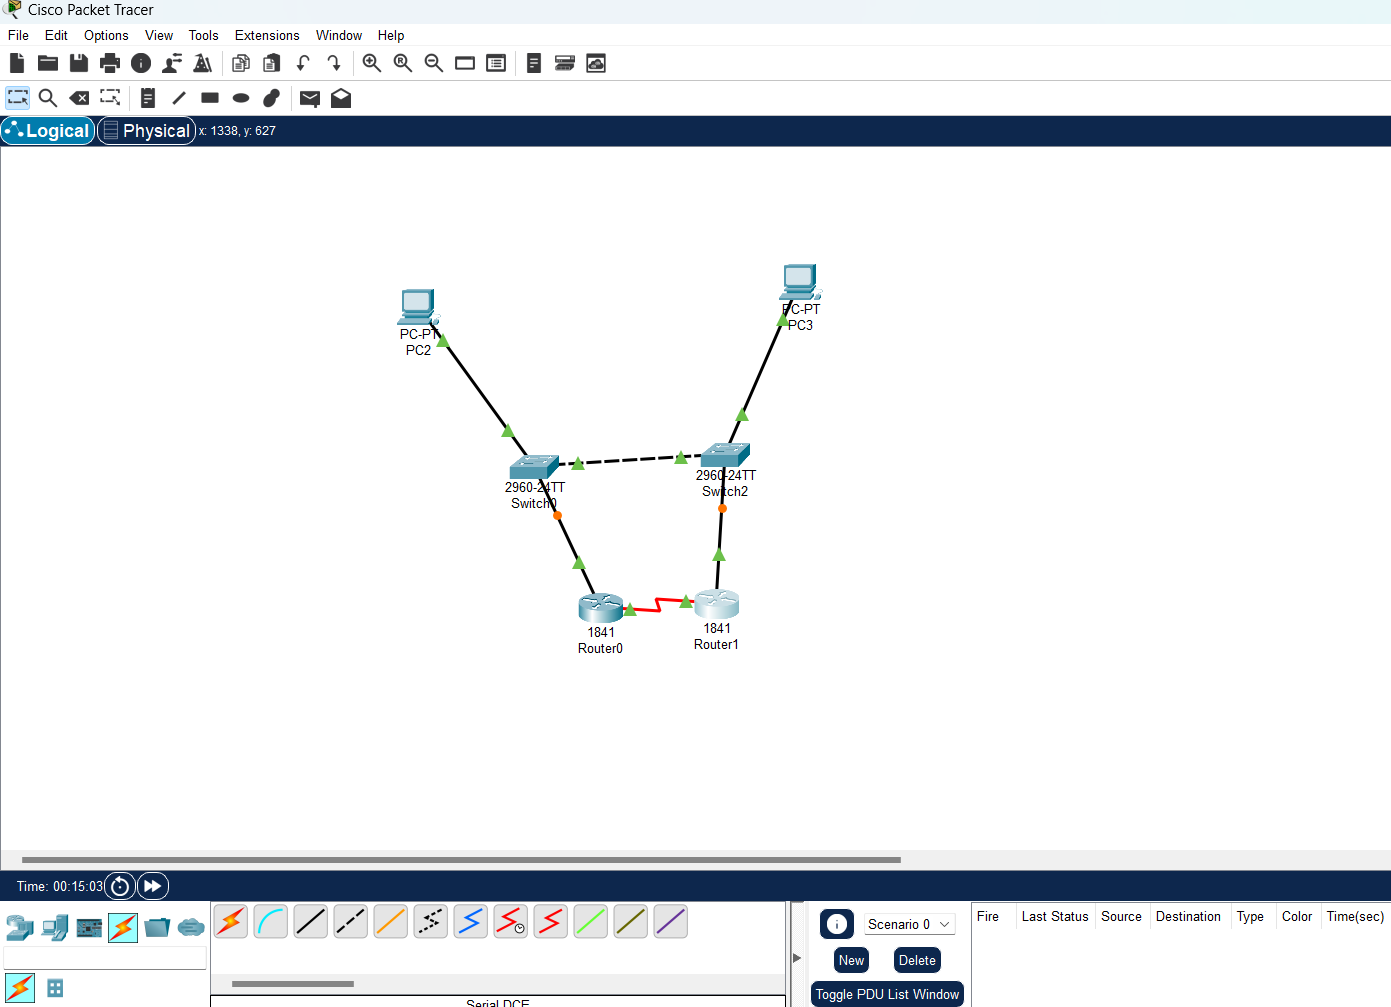 Cisco Packet Tracer
File Edit Options View Tools Extensions Window Help
Logical Physical x: 1338, y: 627
PC-PT
PC3
PC-PT
PC2
2960-24TT
Switch2
2960-24TT
Switch0
1841
Router1
1841
Router0
Time: 00:15:03
Scenario 0
New Delete
Toggle PDU List Window
Fire Last Status Source Destination Type Color Time(sec)
Serial DCE